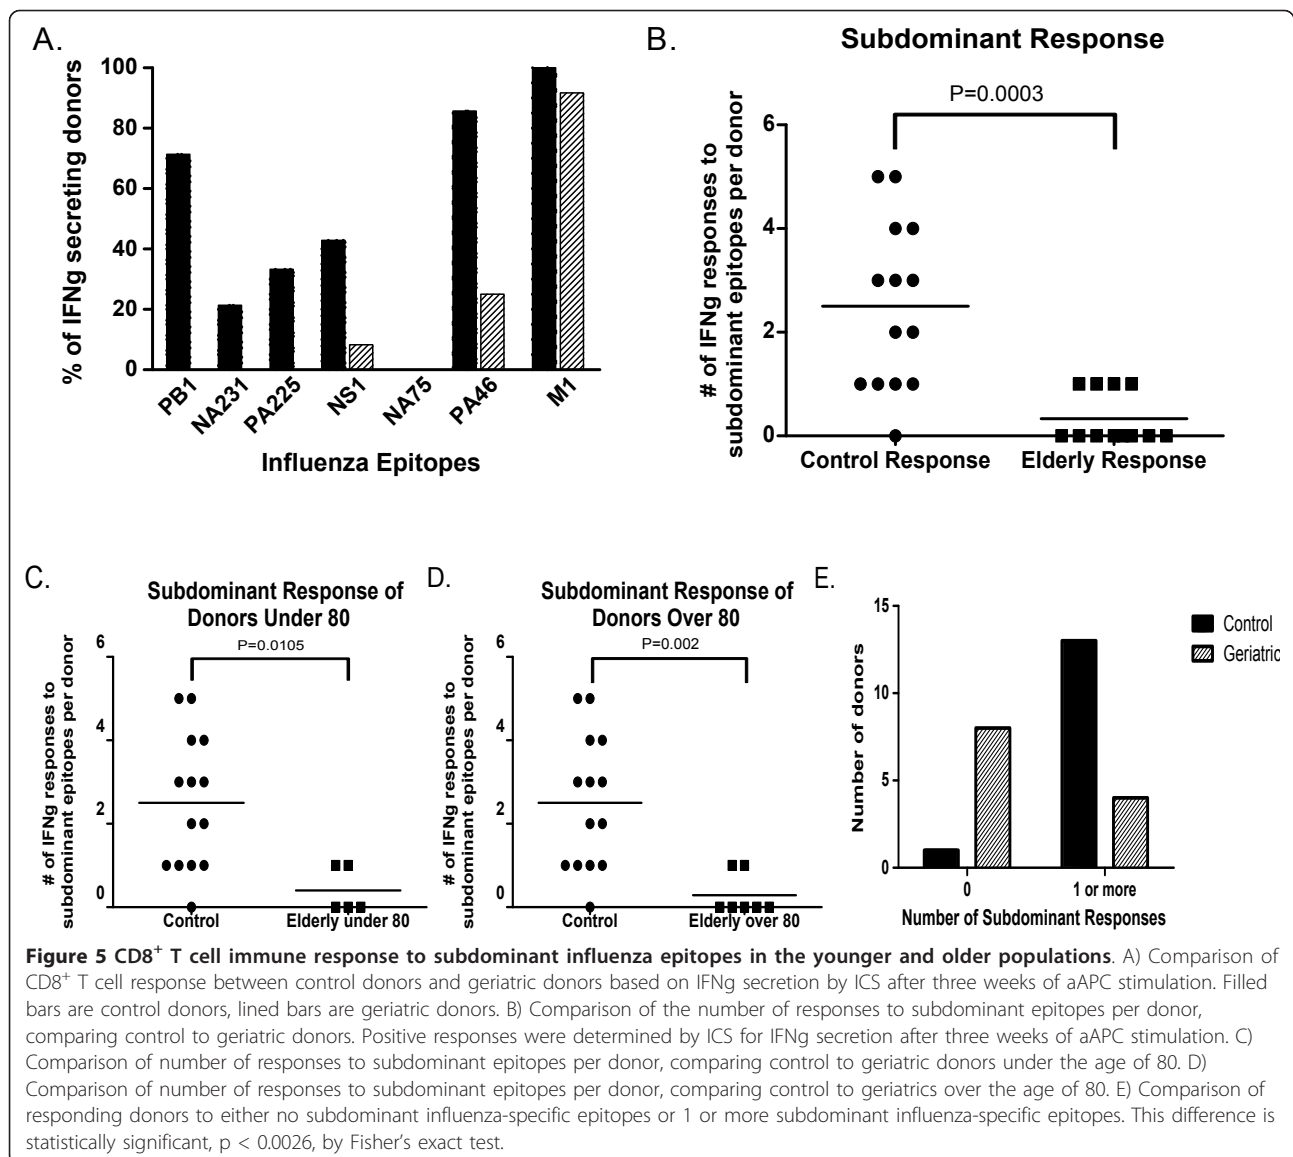 A.
% of IFNg secreting donors
100
80
60
40
20
0
PB1
NA231
PA225
NS1
NA75
PA46
M1
Influenza Epitopes
B.
Subdominant Response
P=0.0003
# of IFNg responses to
subdominant epitopes per donor
6
4
2
0
Control Response
Elderly Response
C.
Subdominant Response of
Donors Under 80
P=0.0105
# of IFNg responses to
subdominant epitopes per donor
6
4
2
0
Control
Elderly under 80
D.
Subdominant Response of
Donors Over 80
P=0.002
# of IFNg responses to
subdominant epitopes per donor
6
4
2
0
Control
Elderly over 80
E.
Number of donors
15
10
5
0
0
1 or more
Number of Subdominant Responses
Control
Geriatric
Figure 5 CD8⁺ T cell immune response to subdominant influenza epitopes in the younger and older populations. A) Comparison of
CD8⁺ T cell response between control donors and geriatric donors based on IFNg secretion by ICS after three weeks of aAPC stimulation. Filled
bars are control donors, lined bars are geriatric donors. B) Comparison of the number of responses to subdominant epitopes per donor,
comparing control to geriatric donors. Positive responses were determined by ICS for IFNg secretion after three weeks of aAPC stimulation. C)
Comparison of number of responses to subdominant epitopes per donor, comparing control to geriatric donors under the age of 80. D)
Comparison of number of responses to subdominant epitopes per donor, comparing control to geriatrics over the age of 80. E) Comparison of
responding donors to either no subdominant influenza-specific epitopes or 1 or more subdominant influenza-specific epitopes. This difference is
statistically significant, p < 0.0026, by Fisher's exact test.